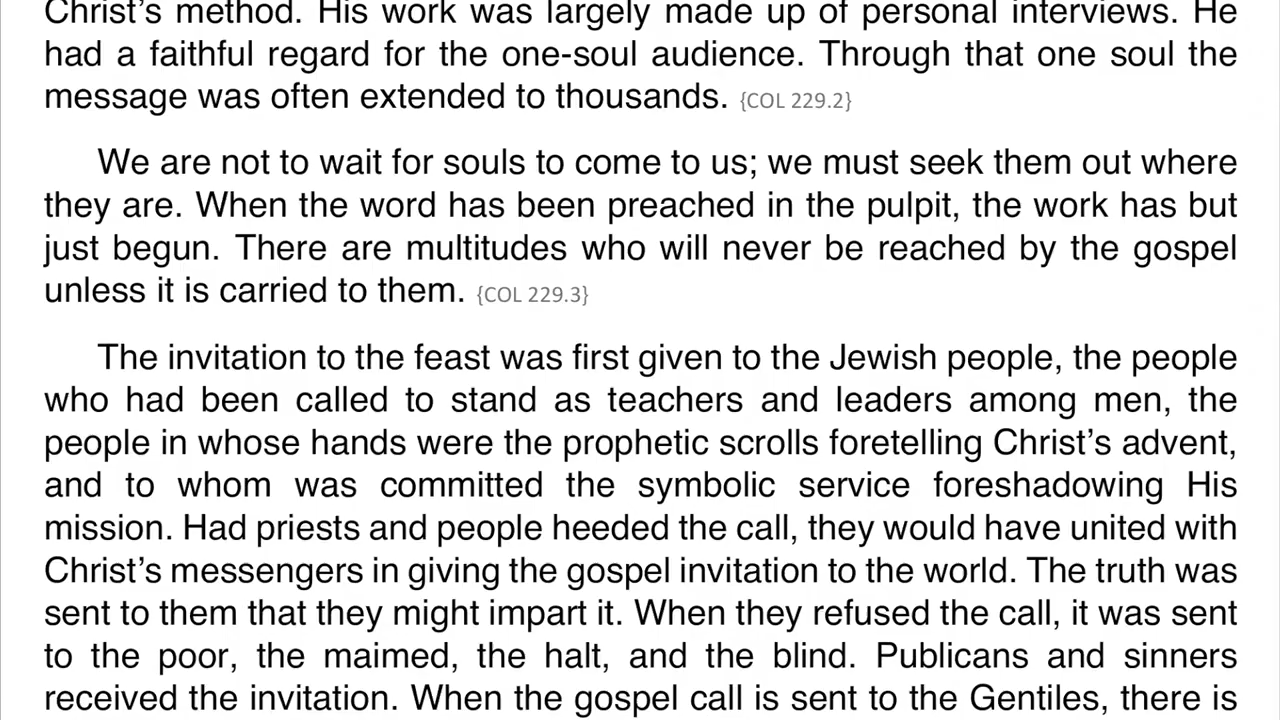 Christ's method. His work was largely made up of personal interviews. He
had a faithful regard for the one-soul audience. Through that one soul the
message was often extended to thousands. {COL 229.2}
We are not to wait for souls to come to us; we must seek them out where
they are. When the word has been preached in the pulpit, the work has but
just begun. There are multitudes who will never be reached by the gospel
unless it is carried to them. {COL 229.3}
The invitation to the feast was first given to the Jewish people, the people
who had been called to stand as teachers and leaders among men, the
people in whose hands were the prophetic scrolls foretelling Christ's advent,
and to whom was committed the symbolic service foreshadowing His
mission. Had priests and people heeded the call, they would have united with
Christ's messengers in giving the gospel invitation to the world. The truth was
sent to them that they might impart it. When they refused the call, it was sent
to the poor, the maimed, the halt, and the blind. Publicans and sinners
received the invitation. When the gospel call is sent to the Gentiles, there is